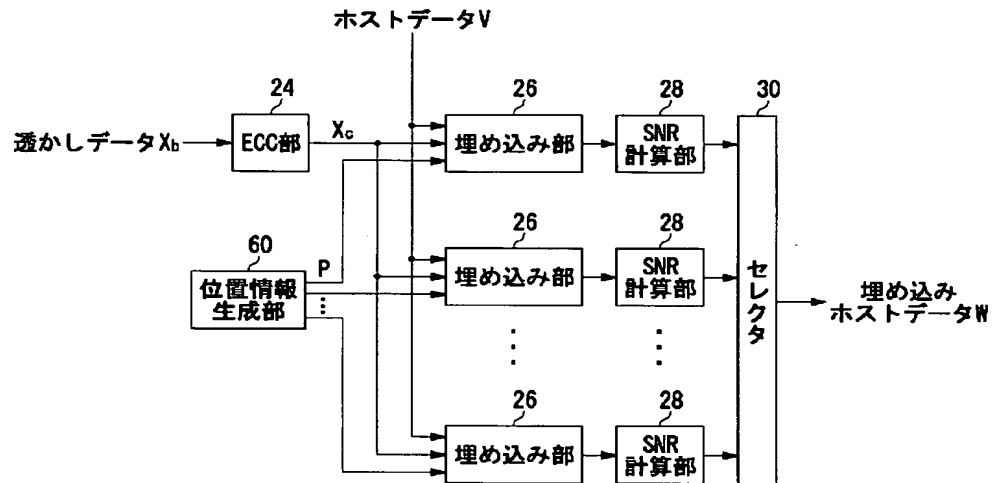 ホストデータV
24
26
28
30
透かしデータXb
ECC部
Xc
埋め込み部
SNR
計算部
60
26
28
位置情報
生成部
P
埋め込み部
SNR
計算部
セレクタ
埋め込み
ホストデータW
26
28
埋め込み部
SNR
計算部